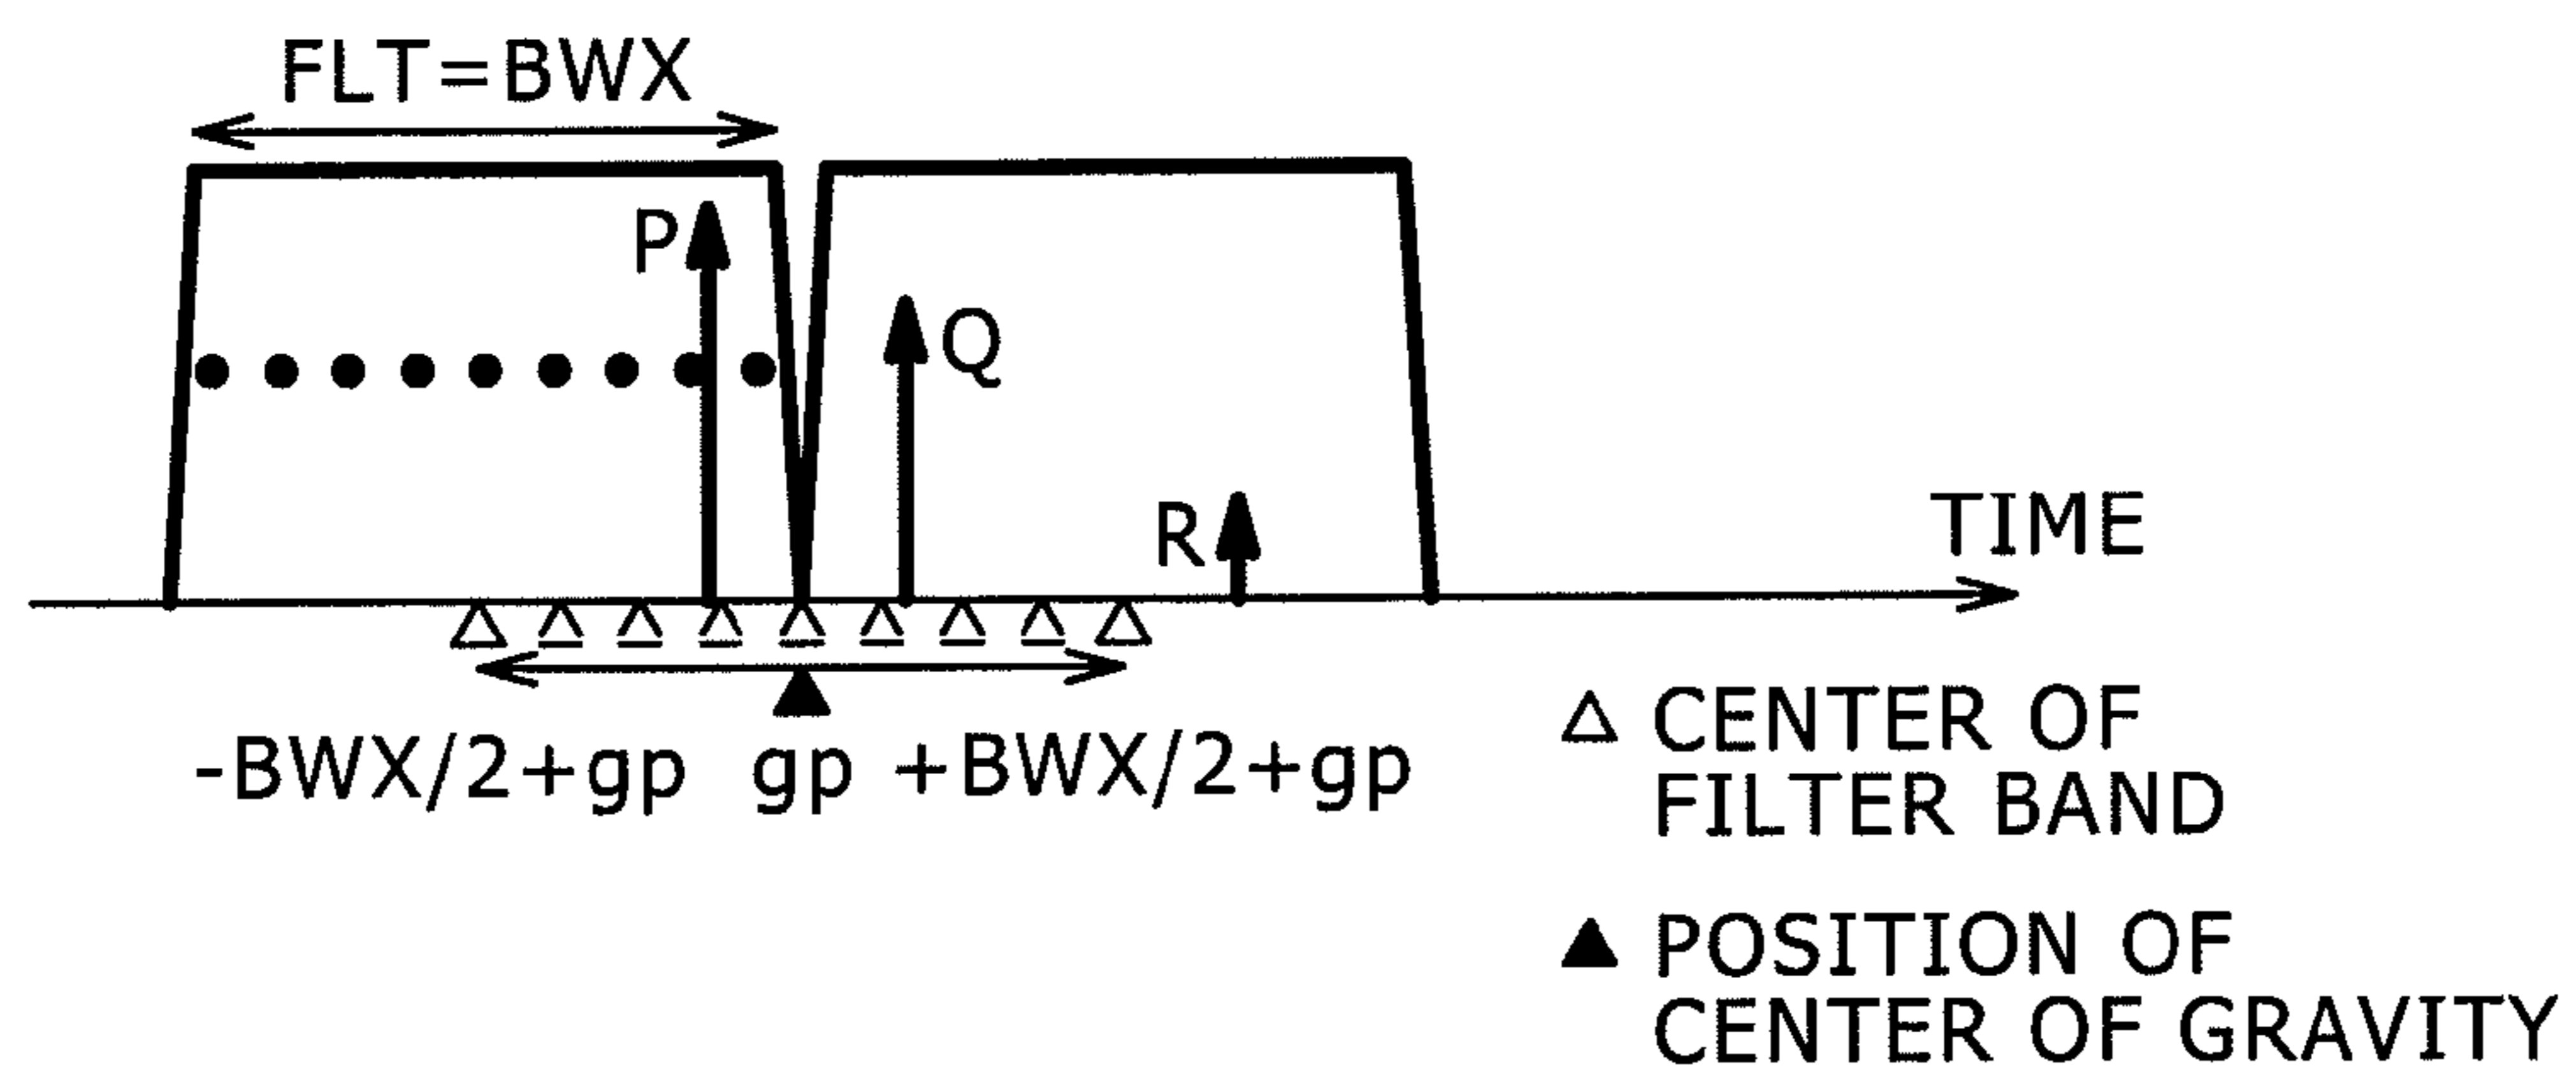 FLT=BWX
P
Q
R
TIME
-BWX/2+gp gp +BWX/2+gp
△ CENTER OF
FILTER BAND
▲ POSITION OF
CENTER OF GRAVITY